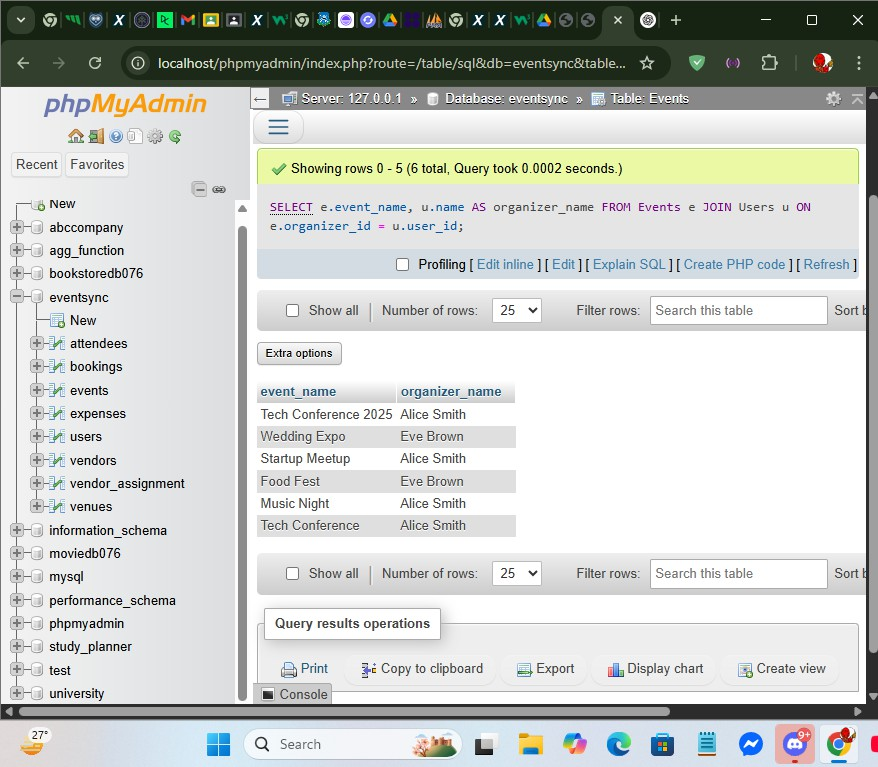 localhost/phpmyadmin/index.php?route=/table/sql&db=eventsync&table...
phpMyAdmin
Recent
Favorites
New
abccompany
agg_function
bookstoredb076
eventsync
New
attendees
bookings
events
expenses
users
vendors
vendor_assignment
venues
information_schema
moviedb076
mysql
performance_schema
phpmyadmin
study_planner
test
university
Server: 127.0.0.1 » Database: eventsync » Table: Events
Showing rows 0 - 5 (6 total, Query took 0.0002 seconds.)
SELECT e.event_name, u.name AS organizer_name FROM Events e JOIN Users u ON
e.organizer_id = u.user_id;
Profiling [ Edit inline ] [ Edit ] [ Explain SQL ] [ Create PHP code ] [ Refresh ]
Show all | Number of rows: 25 Filter rows: Search this table Sort b
Extra options
event_name organizer_name
Tech Conference 2025 Alice Smith
Wedding Expo Eve Brown
Startup Meetup Alice Smith
Food Fest Eve Brown
Music Night Alice Smith
Tech Conference Alice Smith
Show all | Number of rows: 25 Filter rows: Search this table Sort b
Query results operations
Print Copy to clipboard Export Display chart Create view
Console
27°
Search
9+